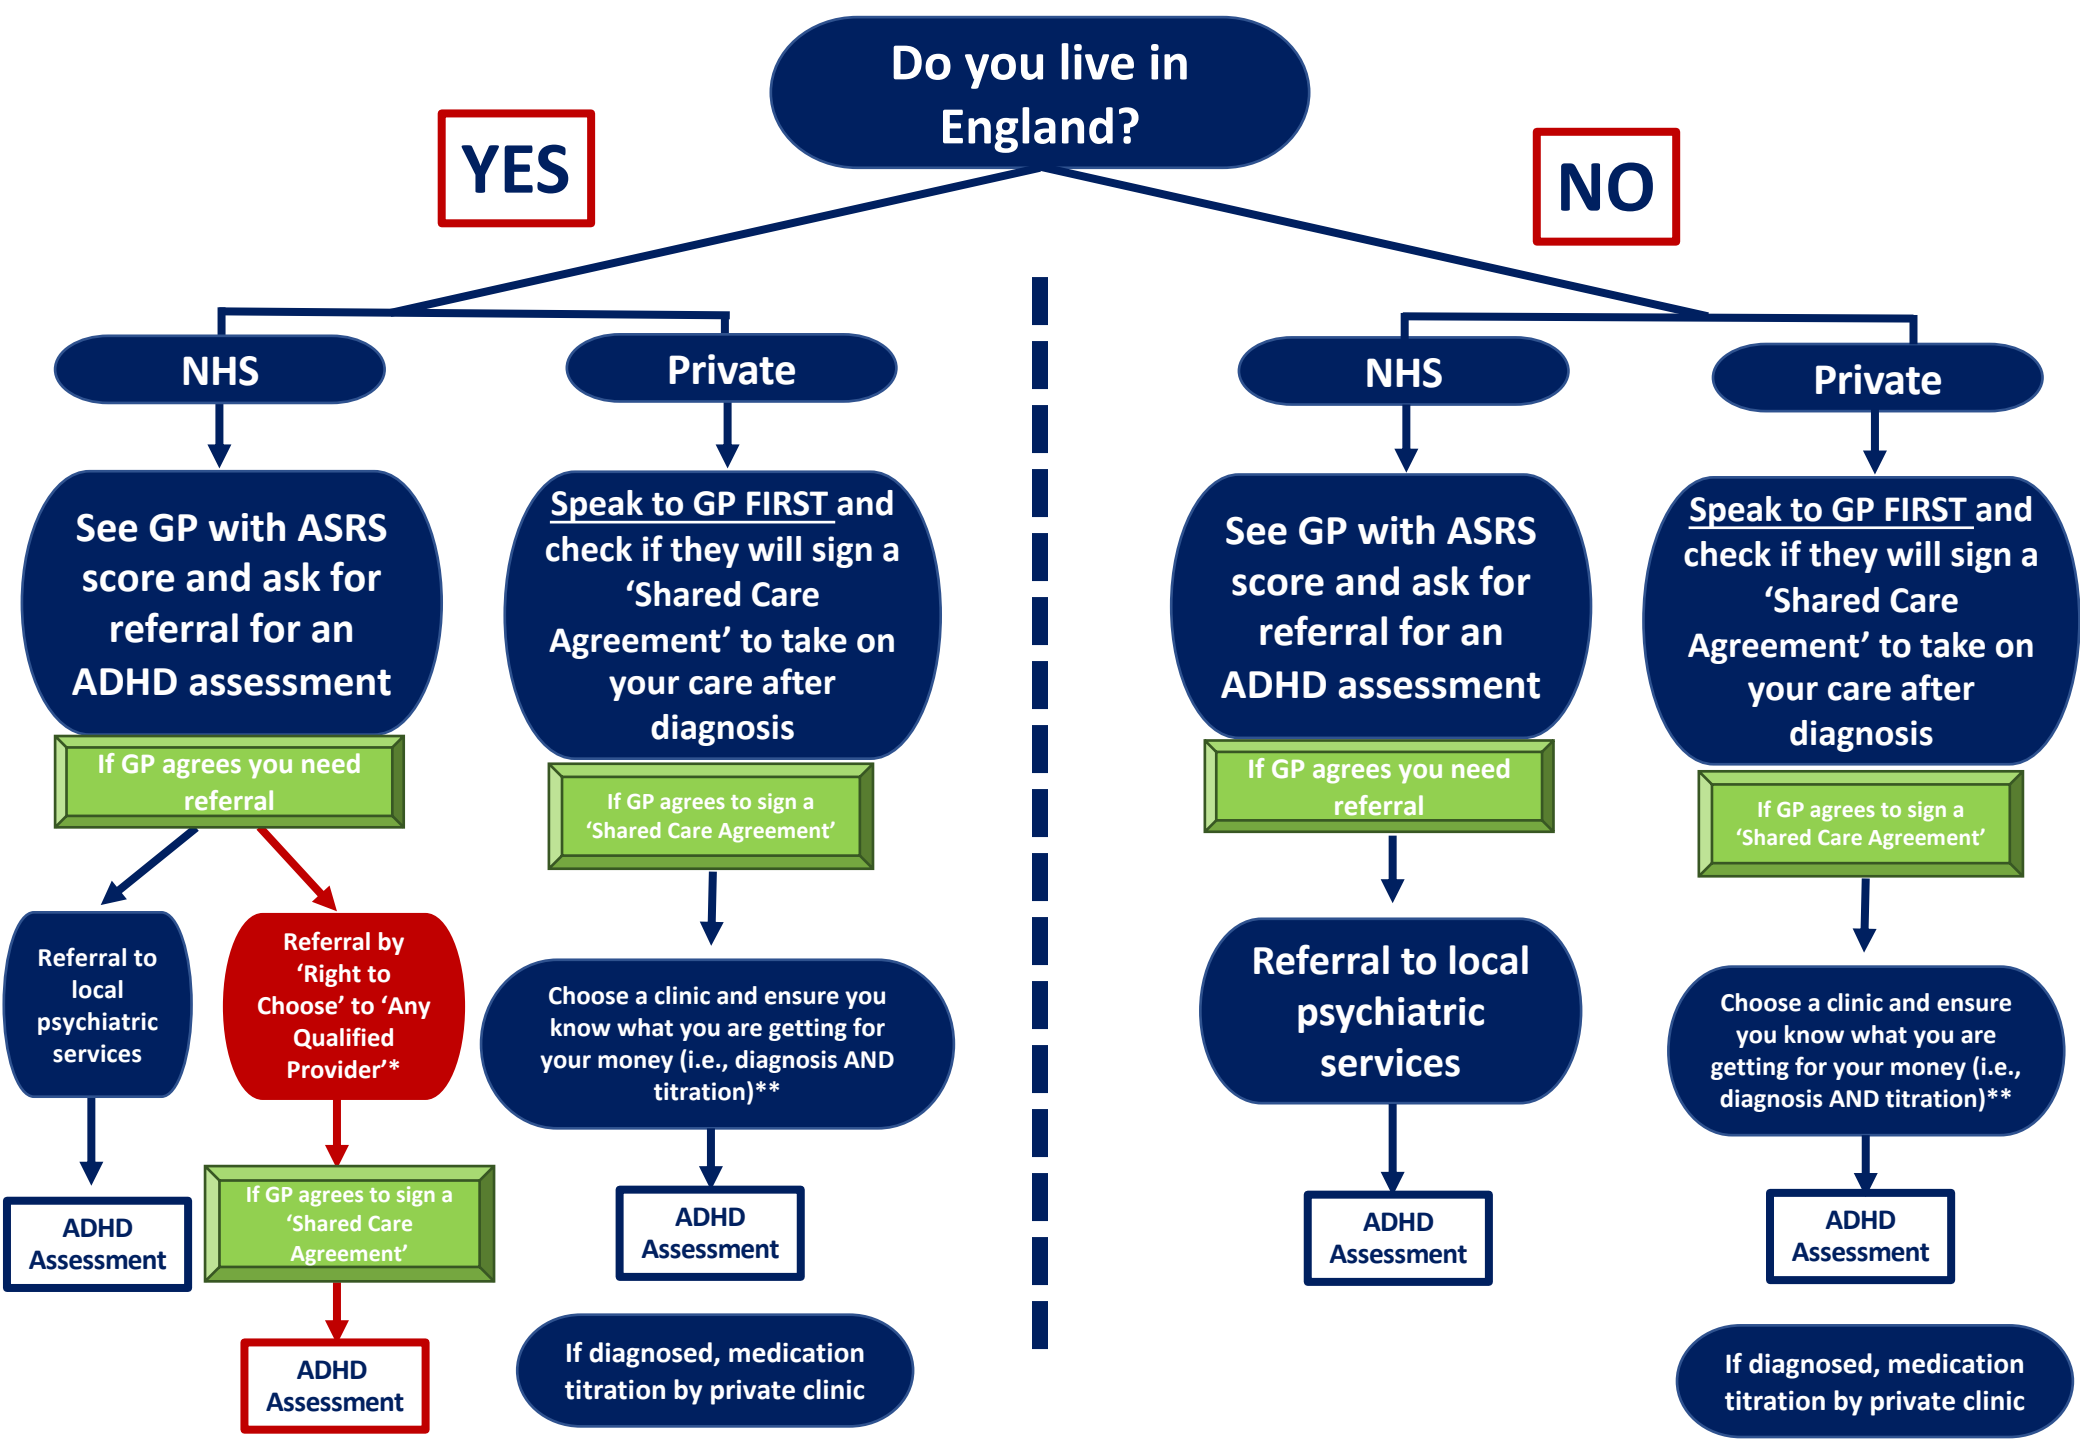 Do you live in
England?
YES
NO
NHS
See GP with ASRS
score and ask for
referral for an
ADHD assessment
If GP agrees you need
referral
Referral to
local
psychiatric
services
ADHD
Assessment
Referral by
‘Right to
Choose’ to ‘Any
Qualified
Provider’*
If GP agrees to sign a
‘Shared Care
Agreement’
ADHD
Assessment
Private
Speak to GP FIRST and
check if they will sign a
‘Shared Care
Agreement’ to take on
your care after
diagnosis
If GP agrees to sign a
‘Shared Care Agreement’
Choose a clinic and ensure you
know what you are getting for
your money (i.e., diagnosis AND
titration)**
ADHD
Assessment
If diagnosed, medication
titration by private clinic
NHS
See GP with ASRS
score and ask for
referral for an
ADHD assessment
If GP agrees you need
referral
Referral to local
psychiatric
services
ADHD
Assessment
Private
Speak to GP FIRST and
check if they will sign a
‘Shared Care
Agreement’ to take on
your care after
diagnosis
If GP agrees to sign a
‘Shared Care Agreement’
Choose a clinic and ensure
you know what you are
getting for your money (i.e.,
diagnosis AND titration)**
ADHD
Assessment
If diagnosed, medication
titration by private clinic